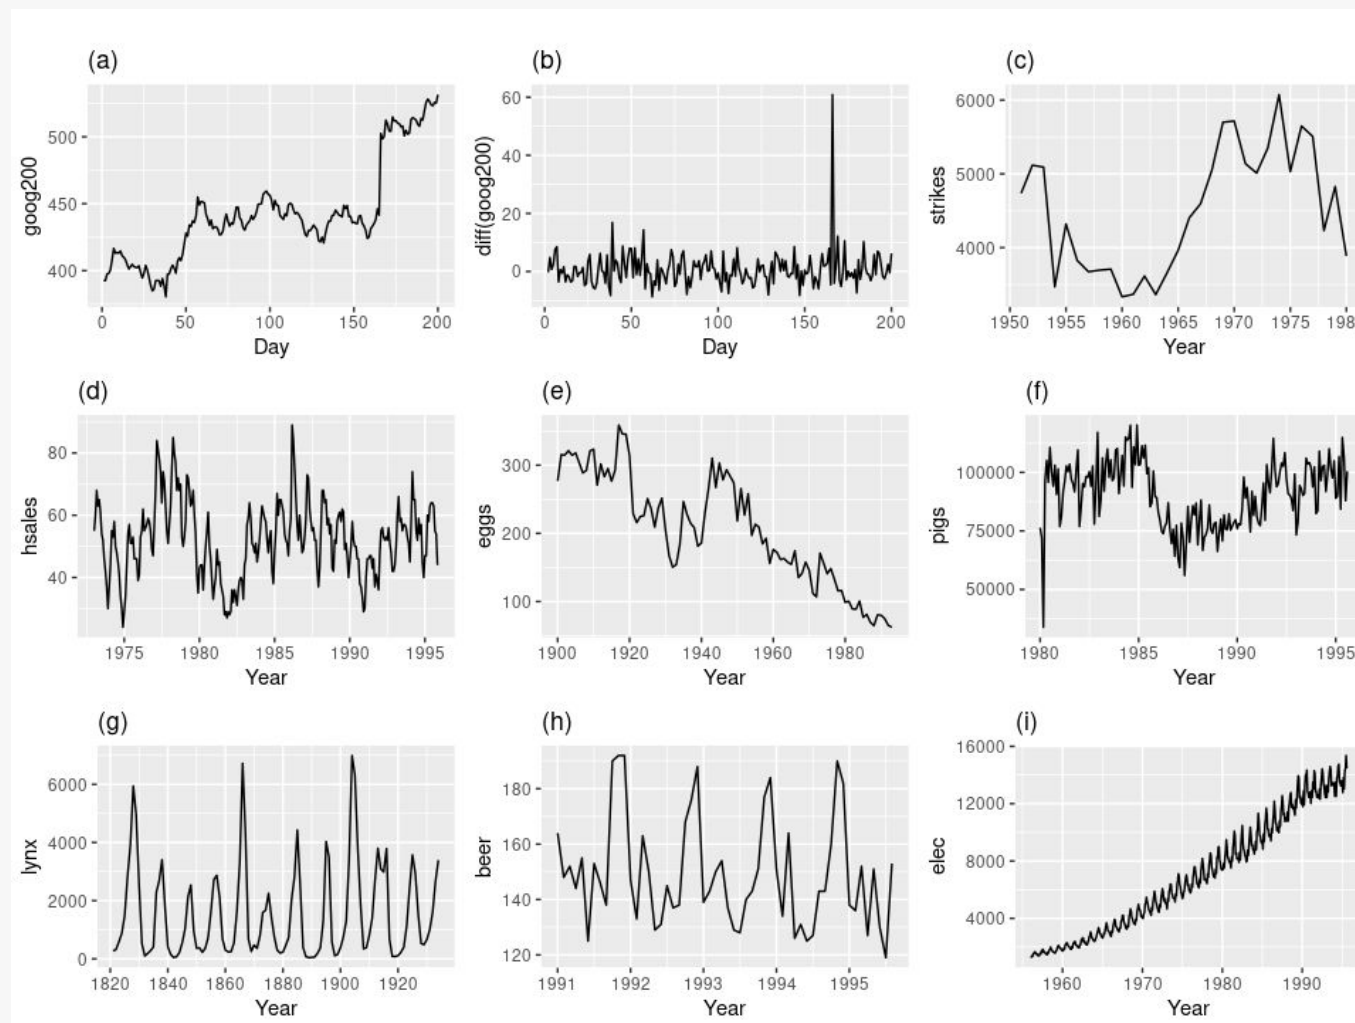 (a)
goog200
500
450
400
0 50 100 150 200
Day
(b)
diff(goog200)
60
40
20
0
0 50 100 150 200
Day
(c)
strikes
6000
5000
4000
1950 1955 1960 1965 1970 1975 198
Year
(d)
hsales
80
60
40
1975 1980 1985 1990 1995
Year
(e)
eggs
300
200
100
1900 1920 1940 1960 1980
Year
(f)
pigs
100000
75000
50000
1980 1985 1990 1995
Year
(g)
lynx
6000
4000
2000
0
1820 1840 1860 1880 1900 1920
Year
(h)
beer
180
160
140
120
1991 1992 1993 1994 1995
Year
(i)
elec
16000
12000
8000
4000
1960 1970 1980 1990
Year